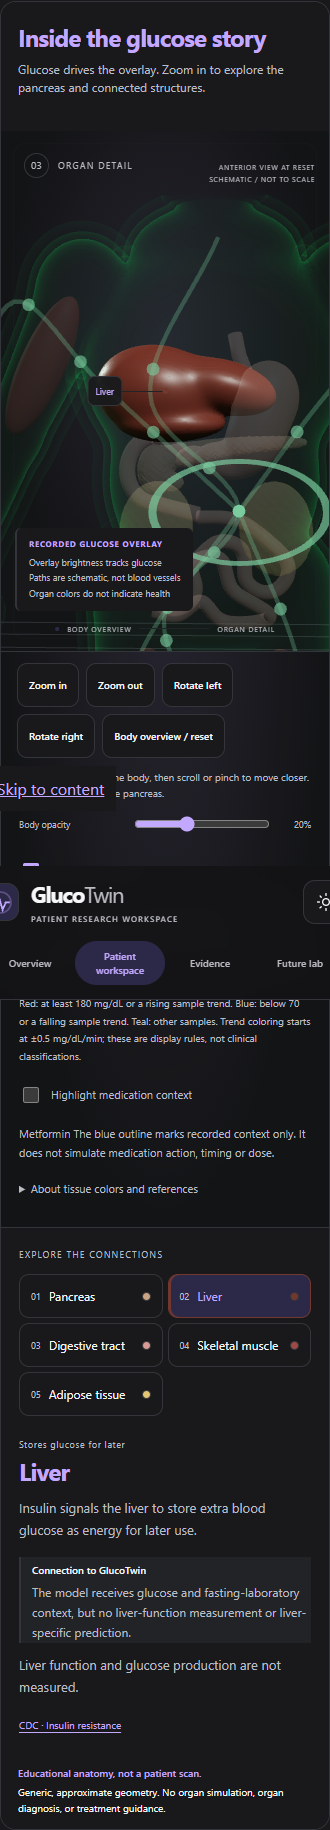 Inside the glucose story
Glucose drives the overlay. Zoom in to explore the
pancreas and connected structures.
03 ORGAN DETAIL
ANTERIOR VIEW AT RESET
SCHEMATIC / NOT TO SCALE
Liver
RECORDED GLUCOSE OVERLAY
Overlay brightness tracks glucose
Paths are schematic, not blood vessels
Organ colors do not indicate health
BODY OVERVIEW
ORGAN DETAIL
Zoom in
Zoom out
Rotate left
Rotate right
Body overview / reset
he body, then scroll or pinch to move closer.
Skip to content
e pancreas.
Body opacity
20%
GlucoTwin
PATIENT RESEARCH WORKSPACE
Overview
Patient
workspace
Evidence
Future lab
Red: at least 180 mg/dL or a rising sample trend. Blue: below 70
or a falling sample trend. Teal: other samples. Trend coloring starts
at ±0.5 mg/dL/min; these are display rules, not clinical
classifications.
Highlight medication context
Metformin The blue outline marks recorded context only. It
does not simulate medication action, timing or dose.
About tissue colors and references
EXPLORE THE CONNECTIONS
01 Pancreas
02 Liver
03 Digestive tract
04 Skeletal muscle
05 Adipose tissue
Stores glucose for later
Liver
Insulin signals the liver to store extra blood
glucose as energy for later use.
Connection to GlucoTwin
The model receives glucose and fasting-laboratory
context, but no liver-function measurement or liver-
specific prediction.
Liver function and glucose production are not
measured.
CDC · Insulin resistance
Educational anatomy, not a patient scan.
Generic, approximate geometry. No organ simulation, organ
diagnosis, or treatment guidance.